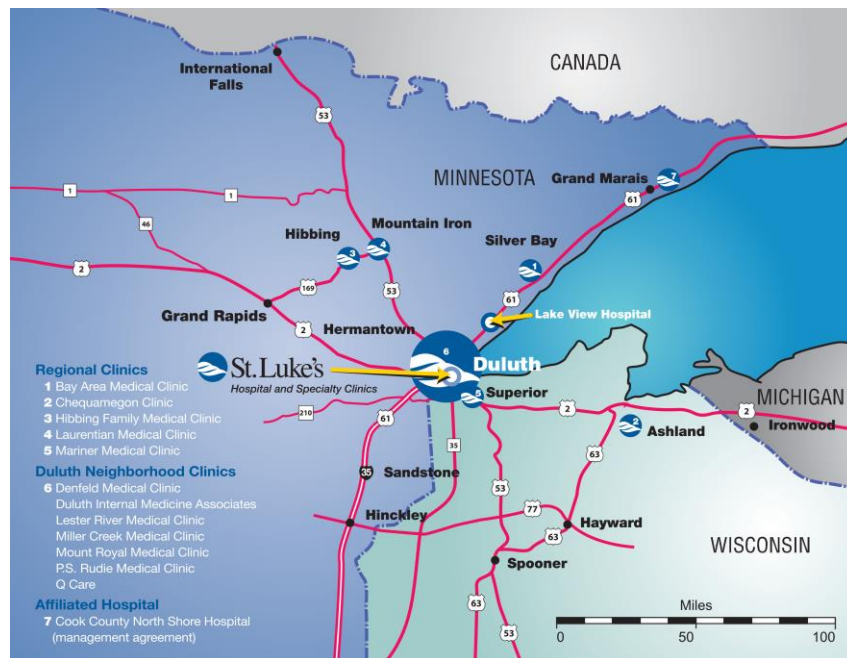 CANADA
International
Falls
53
MINNESOTA
Grand Marais
7
61
1
1
46
Mountain Iron
Hibbing
3
4
Silver Bay
1
2
169
53
61
Grand Rapids
Lake View Hospital
Hermantown
2
6
St. Luke's
Hospital and Specialty Clinics
Duluth
5
Superior
MICHIGAN
2
2
Ironwood
2
Ashland
210
61
35
63
35
Sandstone
53
Hinckley
77
Hayward
63
WISCONSIN
Spooner
63
53
Regional Clinics
1 Bay Area Medical Clinic
2 Chequamegon Clinic
3 Hibbing Family Medical Clinic
4 Laurentian Medical Clinic
5 Mariner Medical Clinic
Duluth Neighborhood Clinics
6 Denfeld Medical Clinic
Duluth Internal Medicine Associates
Lester River Medical Clinic
Miller Creek Medical Clinic
Mount Royal Medical Clinic
P.S. Rudie Medical Clinic
Q Care
Affiliated Hospital
7 Cook County North Shore Hospital
(management agreement)
Miles
0 50 100